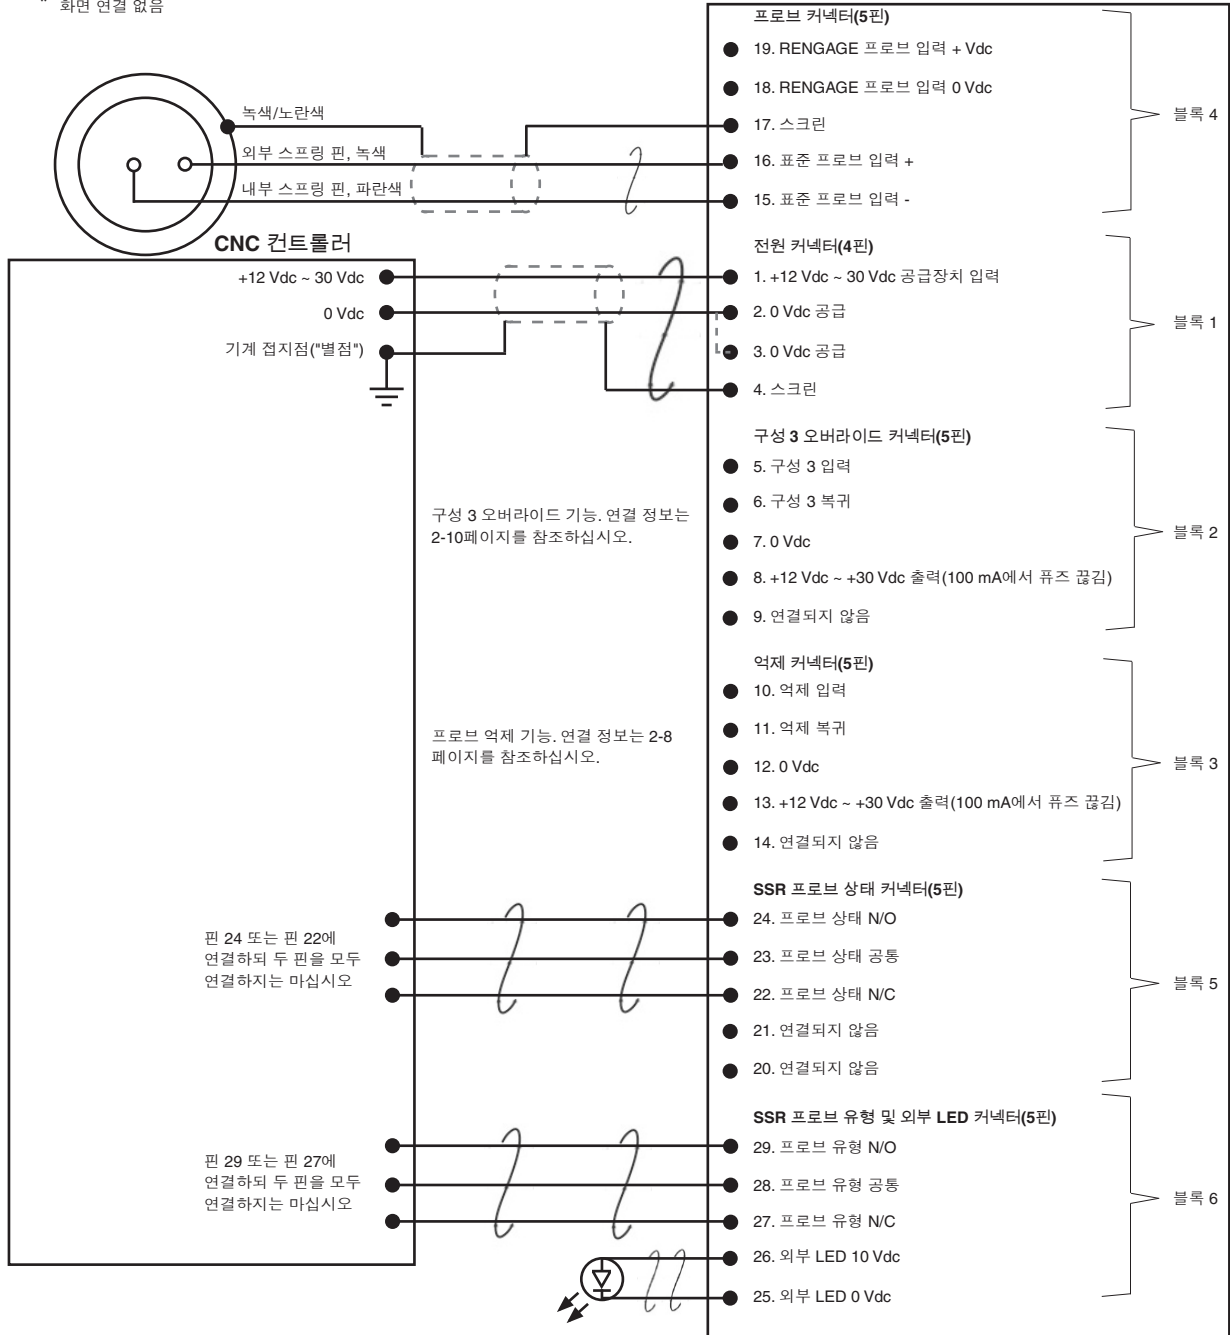 * 화면 연결 없음
녹색/노란색
외부 스프링 핀, 녹색
내부 스프링 핀, 파란색
프로브 커넥터(5핀)
19. RENGAGE 프로브 입력 + Vdc
18. RENGAGE 프로브 입력 0 Vdc
17. 스크린
16. 표준 프로브 입력 +
15. 표준 프로브 입력 -
블록 4
CNC 컨트롤러
+12 Vdc ~ 30 Vdc
0 Vdc
기계 접지점("별점")
전원 커넥터(4핀)
1. +12 Vdc ~ 30 Vdc 공급장치 입력
2. 0 Vdc 공급
3. 0 Vdc 공급
4. 스크린
블록 1
구성 3 오버라이드 기능. 연결 정보는
2-10페이지를 참조하십시오.
구성 3 오버라이드 커넥터(5핀)
5. 구성 3 입력
6. 구성 3 복귀
7. 0 Vdc
8. +12 Vdc ~ +30 Vdc 출력(100 mA에서 퓨즈 끊김)
9. 연결되지 않음
블록 2
프로브 억제 기능. 연결 정보는 2-8
페이지를 참조하십시오.
억제 커넥터(5핀)
10. 억제 입력
11. 억제 복귀
12. 0 Vdc
13. +12 Vdc ~ +30 Vdc 출력(100 mA에서 퓨즈 끊김)
14. 연결되지 않음
블록 3
핀 24 또는 핀 22에
연결하되 두 핀을 모두
연결하지는 마십시오
SSR 프로브 상태 커넥터(5핀)
24. 프로브 상태 N/O
23. 프로브 상태 공통
22. 프로브 상태 N/C
21. 연결되지 않음
20. 연결되지 않음
블록 5
핀 29 또는 핀 27에
연결하되 두 핀을 모두
연결하지는 마십시오
SSR 프로브 유형 및 외부 LED 커넥터(5핀)
29. 프로브 유형 N/O
28. 프로브 유형 공통
27. 프로브 유형 N/C
26. 외부 LED 10 Vdc
25. 외부 LED 0 Vdc
블록 6